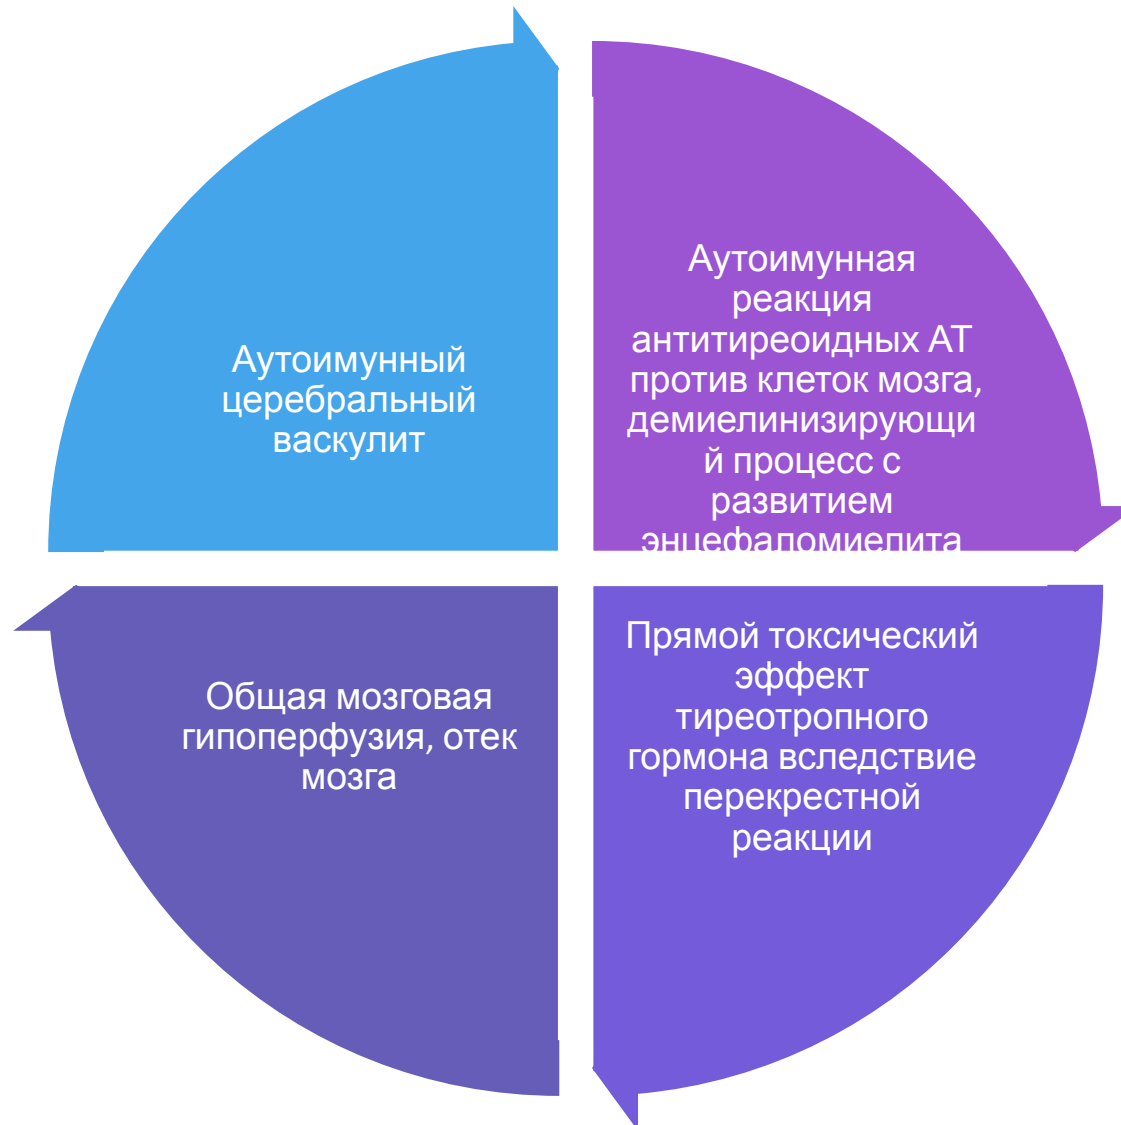 Аутоимунный
церебральный
васкулит
Аутоимунная
реакция
антитиреоидных АТ
против клеток мозга,
демиелинизирующи
й процесс с
развитием
энцефаломиелита
Общая мозговая
гипоперфузия, отек
мозга
Прямой токсический
эффект
тиреотропного
гормона вследствие
перекрестной
реакции